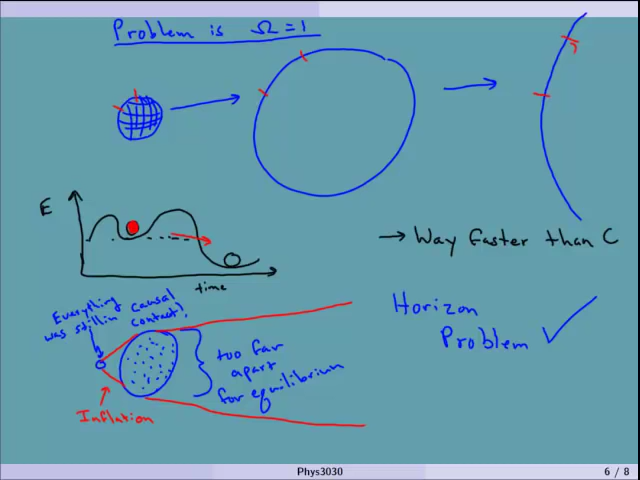 Problem is Ω=1
E
time
→ Way faster than C
Everything
was still in causal
contact!
too far
apart
for equilibrium
Inflation
Horizon
Problem ✓
Phys3030
6 / 8